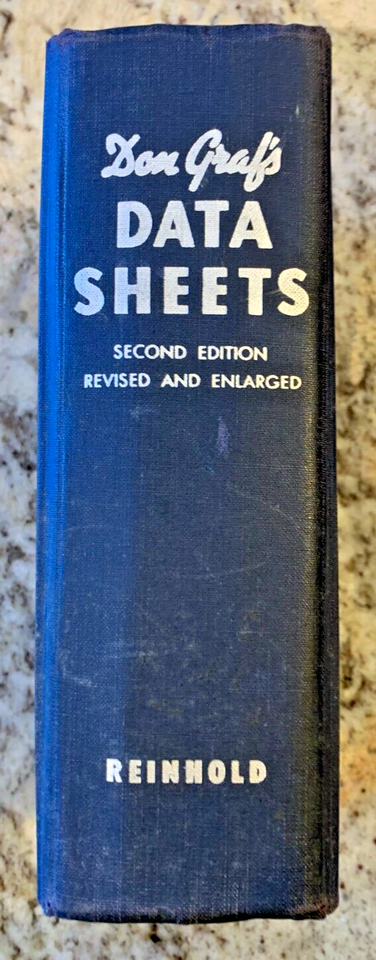 Don Graf's
DATA
SHEETS
SECOND EDITION
REVISED AND ENLARGED
REINHOLD